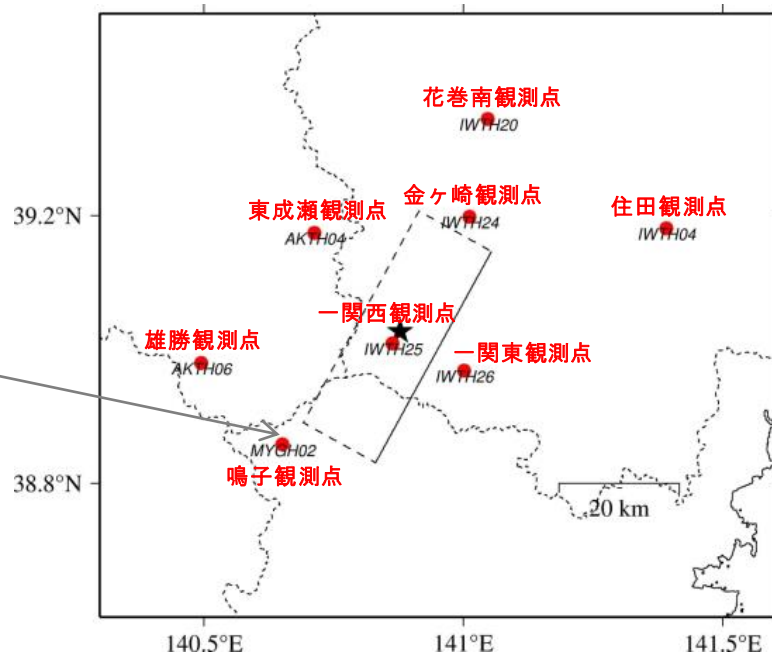 花巻南観測点
IWTH20
39.2°N
東成瀬観測点
AKTH04
金ヶ崎観測点
IWTH24
住田観測点
IWTH04
一関西観測点
IWTH25
雄勝観測点
AKTH06
一関東観測点
IWTH26
MYGH02
鳴子観測点
38.8°N
20 km
140.5°E
141°E
141.5°E